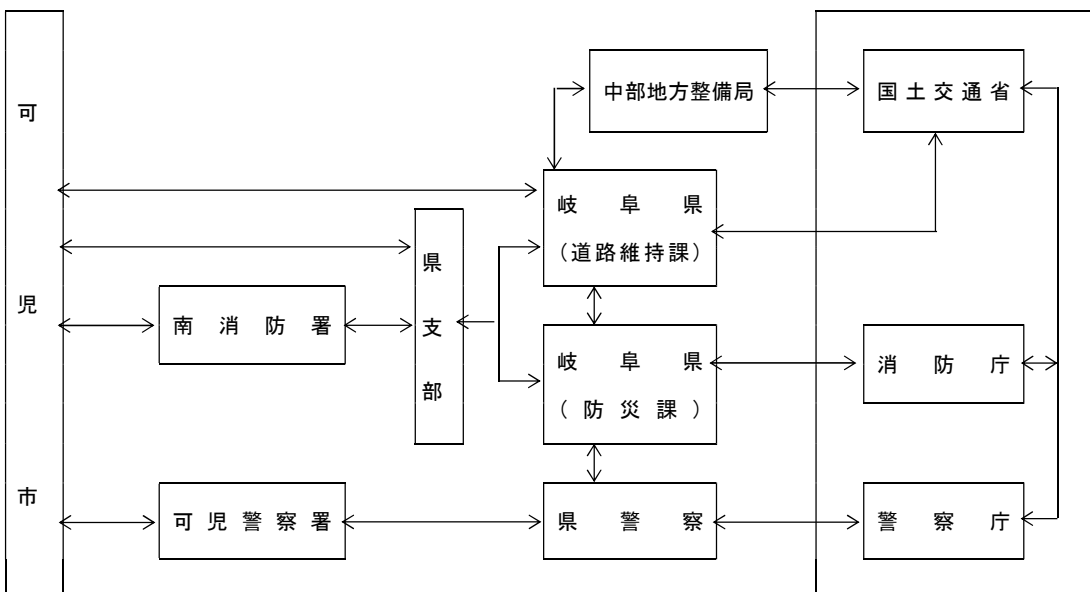 可児市
中部地方整備局
国土交通省
岐阜県
(道路維持課)
県支部
南消防署
岐阜県
(防災課)
消防庁
可児警察署
県警察
警察庁